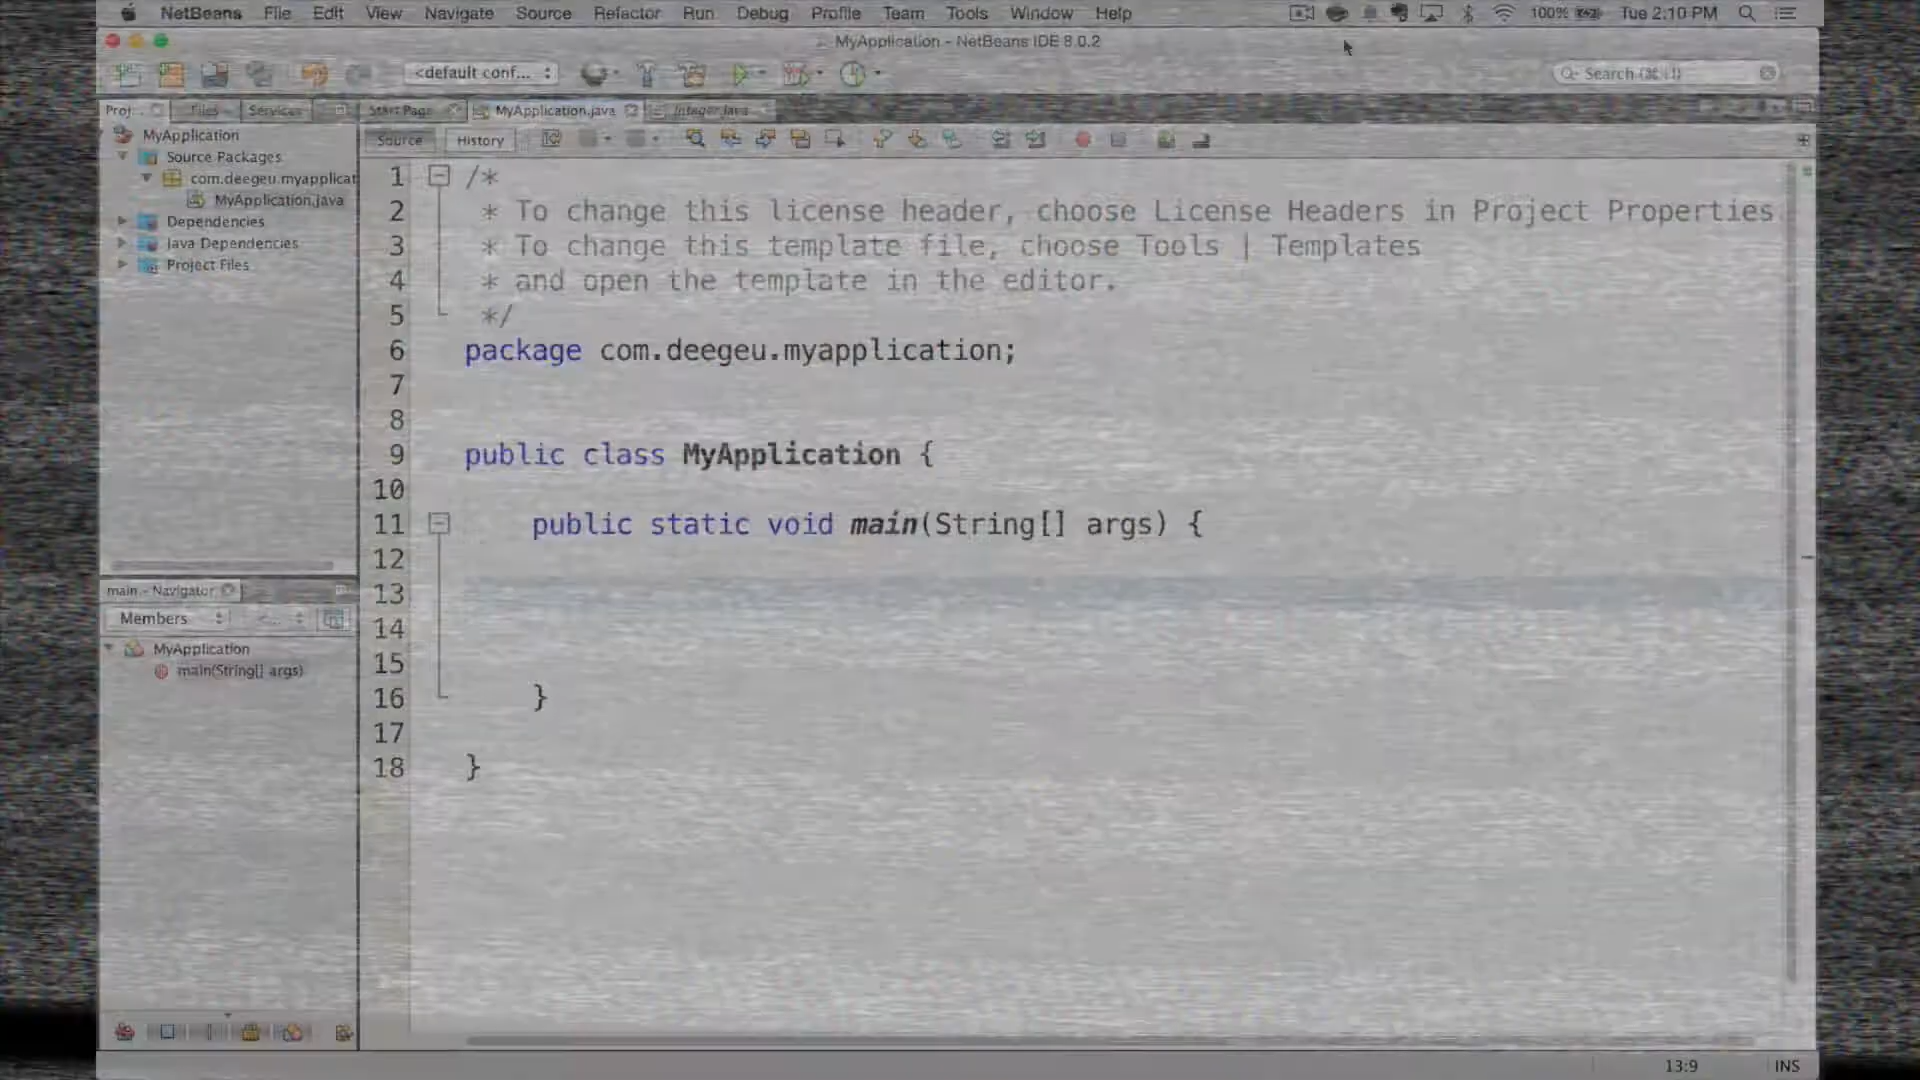 NetBeans File Edit View Navigate Source Refactor Run Debug Profile Team Tools Window Help 100% Tue 2:10 PM
MyApplication - NetBeans IDE 8.0.2
<default conf... Search (⌘+I)
Proj... Files Services Start Page MyApplication.java Integer.java
Source History
MyApplication
Source Packages
com.deegeu.myapplicat
MyApplication.java
Dependencies
Java Dependencies
Project Files
main - Navigator
Members <...
MyApplication
main(String[] args)
1 /*
2 * To change this license header, choose License Headers in Project Properties
3 * To change this template file, choose Tools | Templates
4 * and open the template in the editor.
5 */
6 package com.deegeu.myapplication;
7
8
9 public class MyApplication {
10
11 public static void main(String[] args) {
12
13
14
15
16 }
17
18 }
13:9 INS